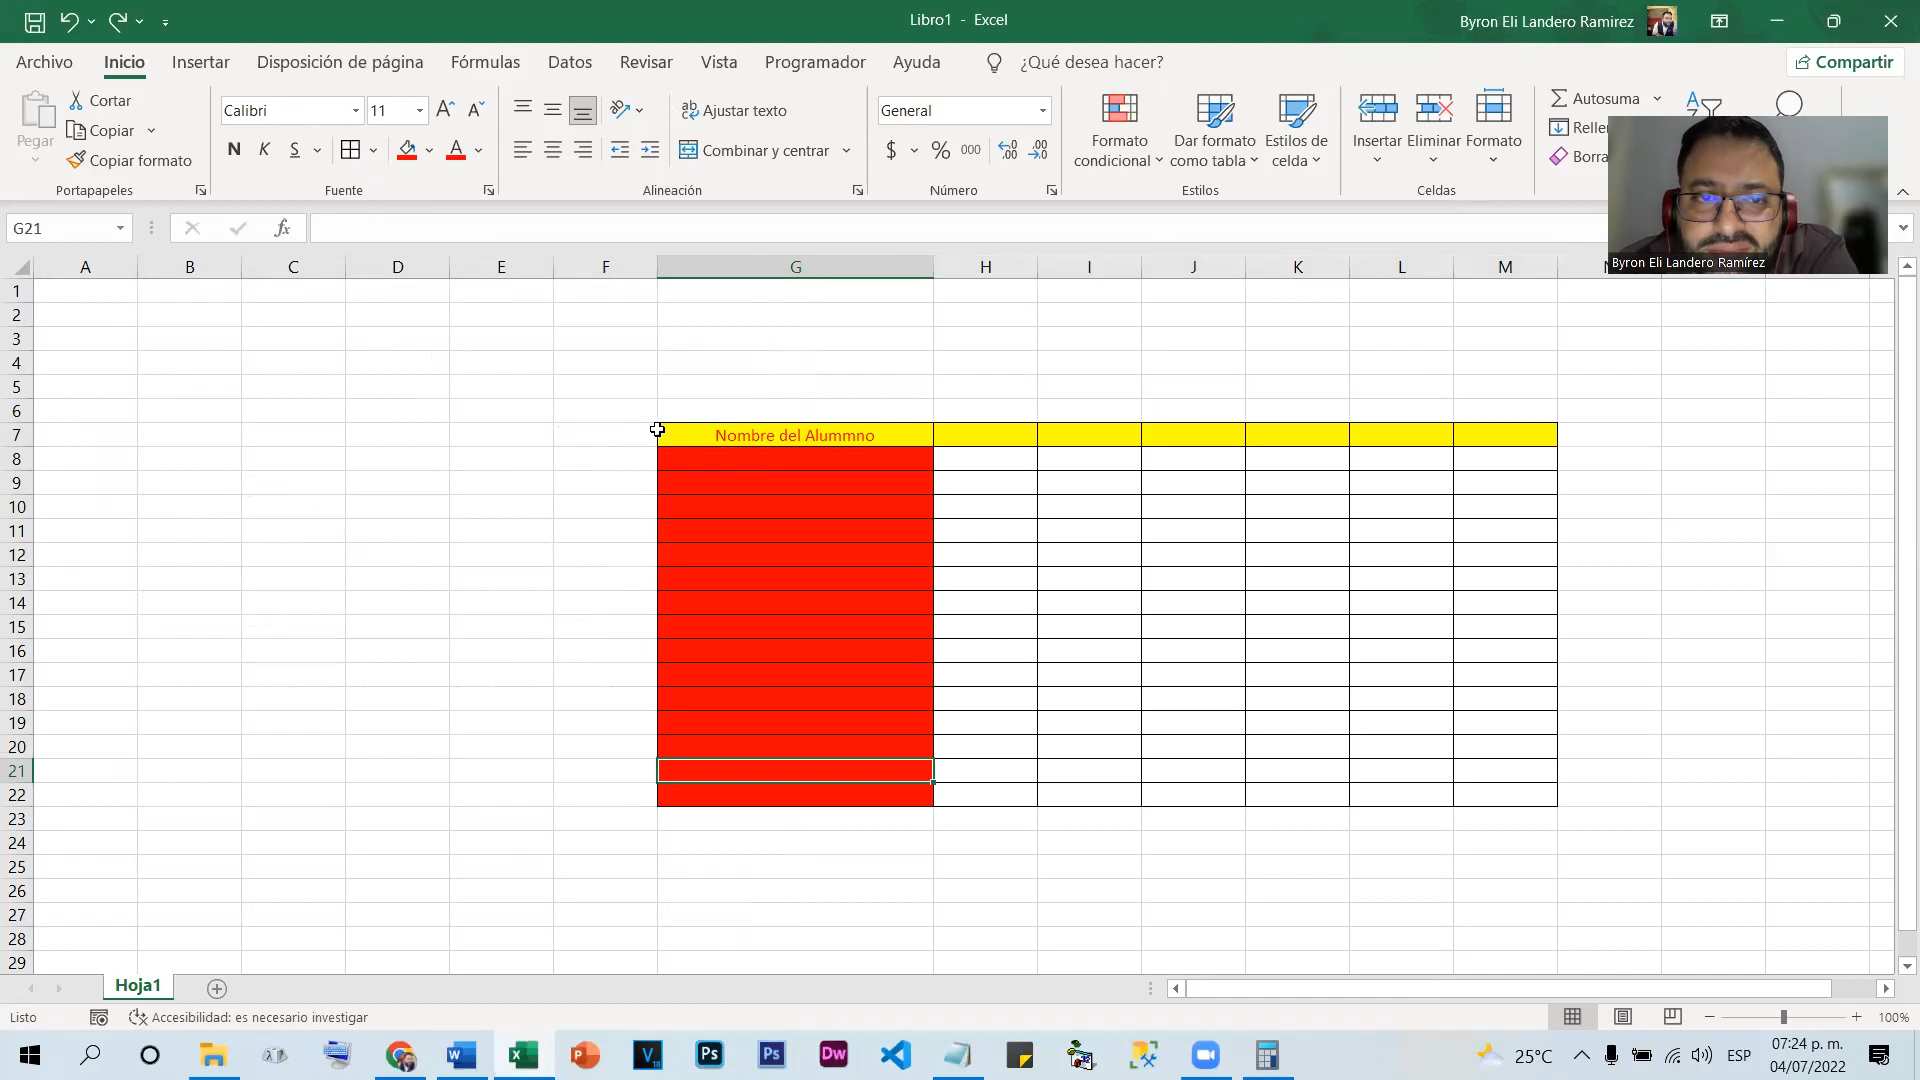 Libro1 - Excel
Byron Eli Landero Ramirez
Archivo Inicio Insertar Disposición de página Fórmulas Datos Revisar Vista Programador Ayuda ¿Qué desea hacer? Compartir
Pegar
Cortar
Copiar
Copiar formato
Portapapeles
Calibri 11
N K S
Fuente
Ajustar texto
Combinar y centrar
Alineación
General
$ % 000
Número
Formato condicional
Dar formato como tabla
Estilos de celda
Estilos
Insertar Eliminar Formato
Celdas
Autosuma
Relle
Borra
Byron Eli Landero Ramírez
G21
fx
A B C D E F G H I J K L M
1
2
3
4
5
6
7 Nombre del Alummno
8
9
10
11
12
13
14
15
16
17
18
19
20
21
22
23
24
25
26
27
28
29
Hoja1
Listo Accesibilidad: es necesario investigar 100%
25°C ESP 07:24 p. m.
04/07/2022